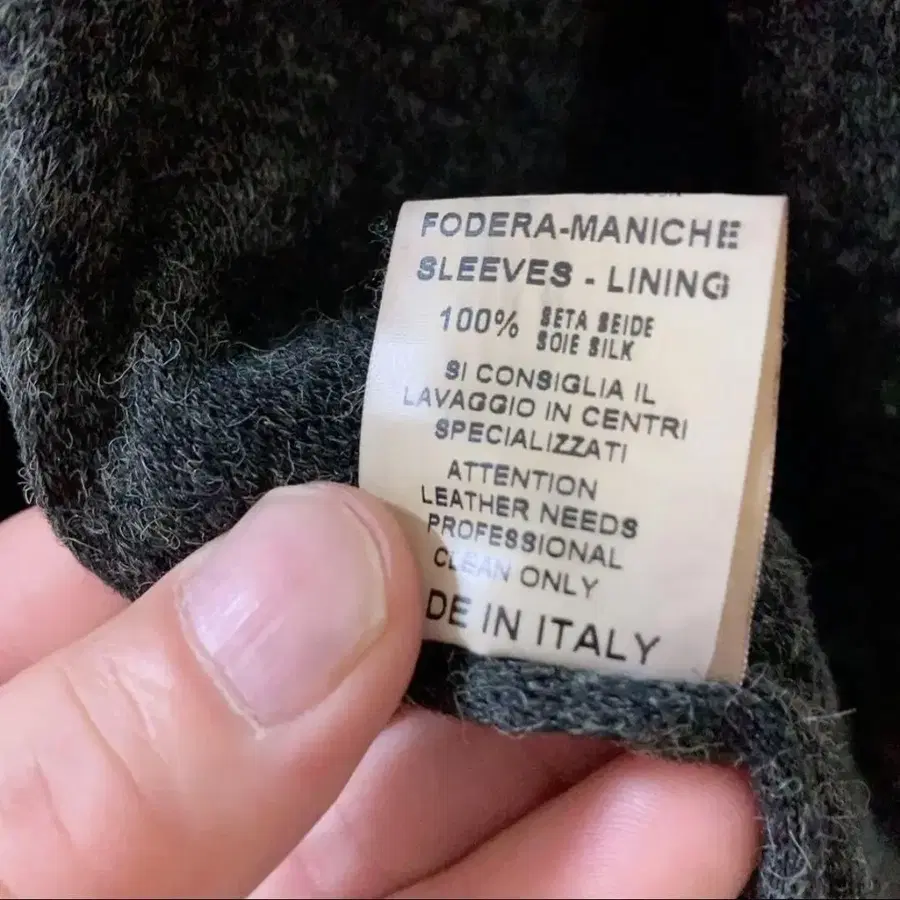 FODERA-MANICHE
SLEEVES - LINING
100% SETA SEIDE
SOIE SILK
SI CONSIGLIA IL
LAVAGGIO IN CENTRI
SPECIALIZZATI
ATTENTION
LEATHER NEEDS
PROFESSIONAL
CLEAN ONLY
DE IN ITALY